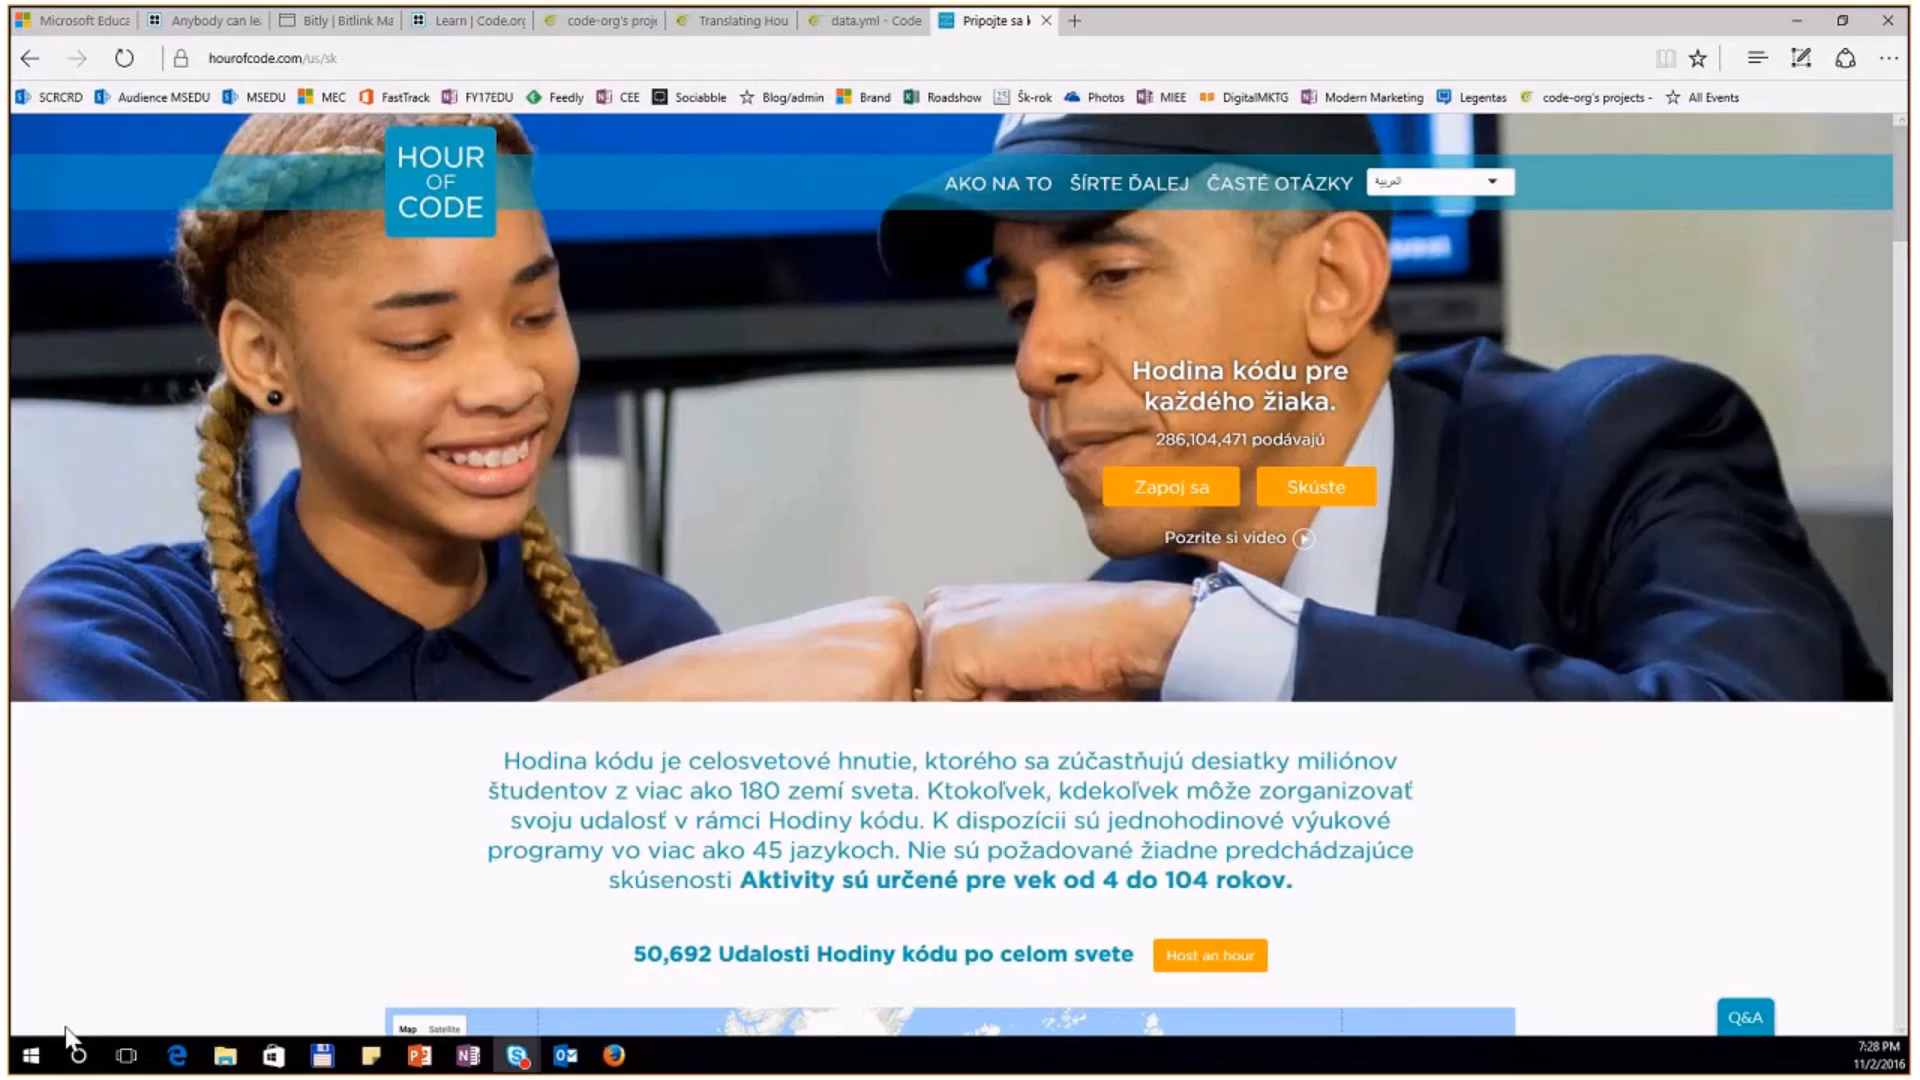 Microsoft Educa
Anybody can le
Bitly | Bitlink Ma
Learn | Code.org
code-org's proje
Translating Hou
data.yml - Code
Pripojte sa k
hourofcode.com/us/sk
SCRCRD
Audience MSEDU
MSEDU
MEC
FastTrack
FY17EDU
Feedly
CEE
Sociabble
Blog/admin
Brand
Roadshow
Šk-rok
Photos
MIEE
DigitalMKTG
Modern Marketing
Legentas
code-org's projects -
All Events
HOUR
OF
CODE
AKO NA TO
ŠÍRTE ĎALEJ
ČASTÉ OTÁZKY
العربية
Hodina kódu pre
každého žiaka.
286,104,471 podávajú
Zapoj sa
Skúste
Pozrite si video
Hodina kódu je celosvetové hnutie, ktorého sa zúčastňujú desiatky miliónov
študentov z viac ako 180 zemí sveta. Ktokoľvek, kdekoľvek môže zorganizovať
svoju udalosť v rámci Hodiny kódu. K dispozícii sú jednohodinové výukové
programy vo viac ako 45 jazykoch. Nie sú požadované žiadne predchádzajúce
skúsenosti Aktivity sú určené pre vek od 4 do 104 rokov.
50,692 Udalosti Hodiny kódu po celom svete
Host an hour
Map
Satellite
Q&A
7:28 PM
11/2/2016